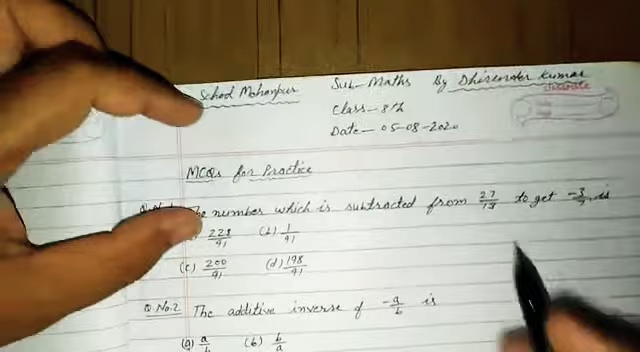 School Mohanpur Sub- Maths By Dhirender Kumar
Class- 8th
Date- 05-08-2020
MCQs for Practice
The number which is subtracted from 27/13 to get -3/7 is
228/91 (b) 1/91
(c) 200/91 (d) 198/91
Q.No.2 The additive inverse of -a/b is
(a) a/b (b) b/a